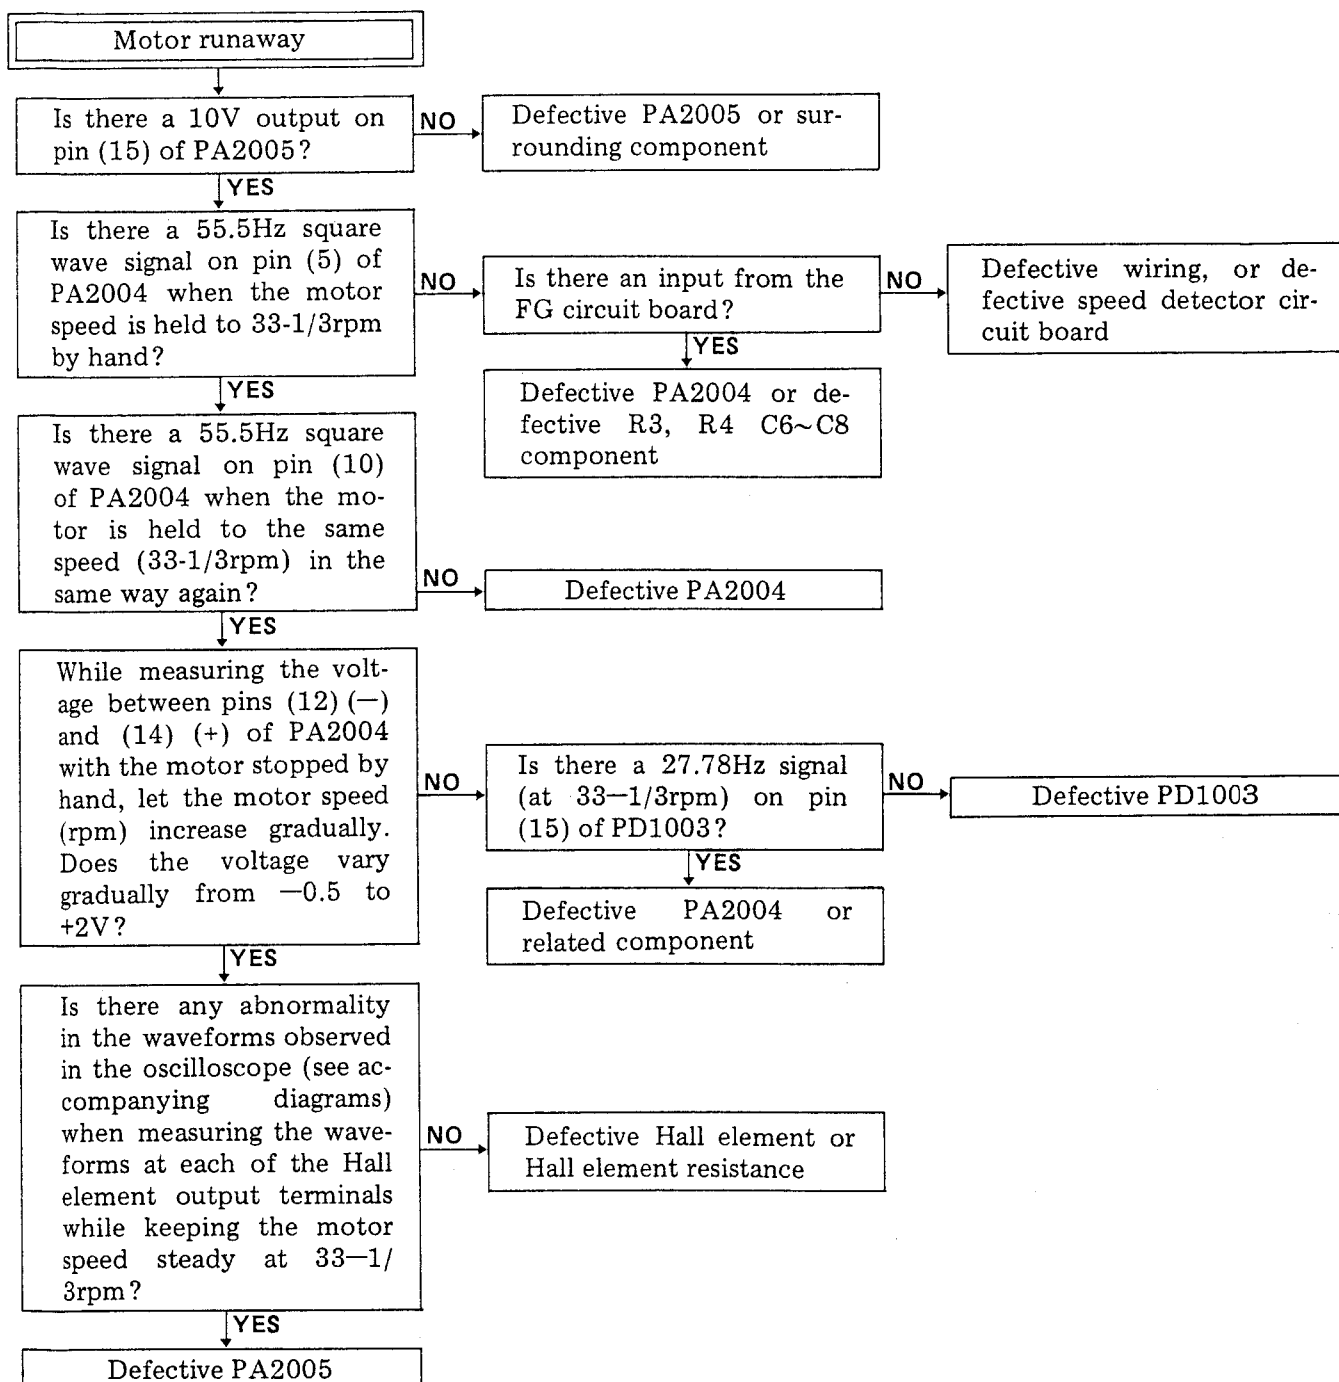 Motor runaway
Is there a 10V output on
pin (15) of PA2005?
NO
Defective PA2005 or sur-
rounding component
YES
Is there a 55.5Hz square
wave signal on pin (5) of
PA2004 when the motor
speed is held to 33-1/3rpm
by hand?
NO
Is there an input from the
FG circuit board?
NO
Defective wiring, or de-
fective speed detector cir-
cuit board
YES
Defective PA2004 or de-
fective R3, R4 C6~C8
component
YES
Is there a 55.5Hz square
wave signal on pin (10)
of PA2004 when the mo-
tor is held to the same
speed (33-1/3rpm) in the
same way again?
NO
Defective PA2004
YES
While measuring the volt-
age between pins (12) (—)
and (14) (+) of PA2004
with the motor stopped by
hand, let the motor speed
(rpm) increase gradually.
Does the voltage vary
gradually from —0.5 to
+2V?
NO
Is there a 27.78Hz signal
(at 33—1/3rpm) on pin
(15) of PD1003?
NO
Defective PD1003
YES
Defective PA2004 or
related component
YES
Is there any abnormality
in the waveforms observed
in the oscilloscope (see ac-
companying diagrams)
when measuring the wave-
forms at each of the Hall
element output terminals
while keeping the motor
speed steady at 33—1/
3rpm?
NO
Defective Hall element or
Hall element resistance
YES
Defective PA2005